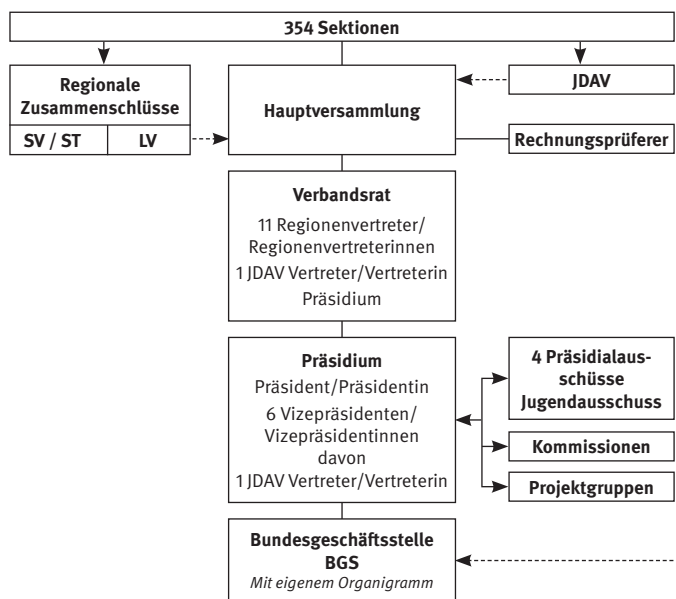 354 Sektionen
Regionale
Zusammenschlüsse
SV / ST
LV
Hauptversammlung
JDAV
Rechnungsprüferer
Verbandsrat
11 Regionenvertreter/
Regionenvertreterinnen
1 JDAV Vertreter/Vertreterin
Präsidium
Präsidium
Präsident/Präsidentin
6 Vizepräsidenten/
Vizepräsidentinnen
davon
1 JDAV Vertreter/Vertreterin
4 Präsidialaus-
schüsse
Jugendausschuss
Kommissionen
Projektgruppen
Bundesgeschäftsstelle
BGS
Mit eigenem Organigramm